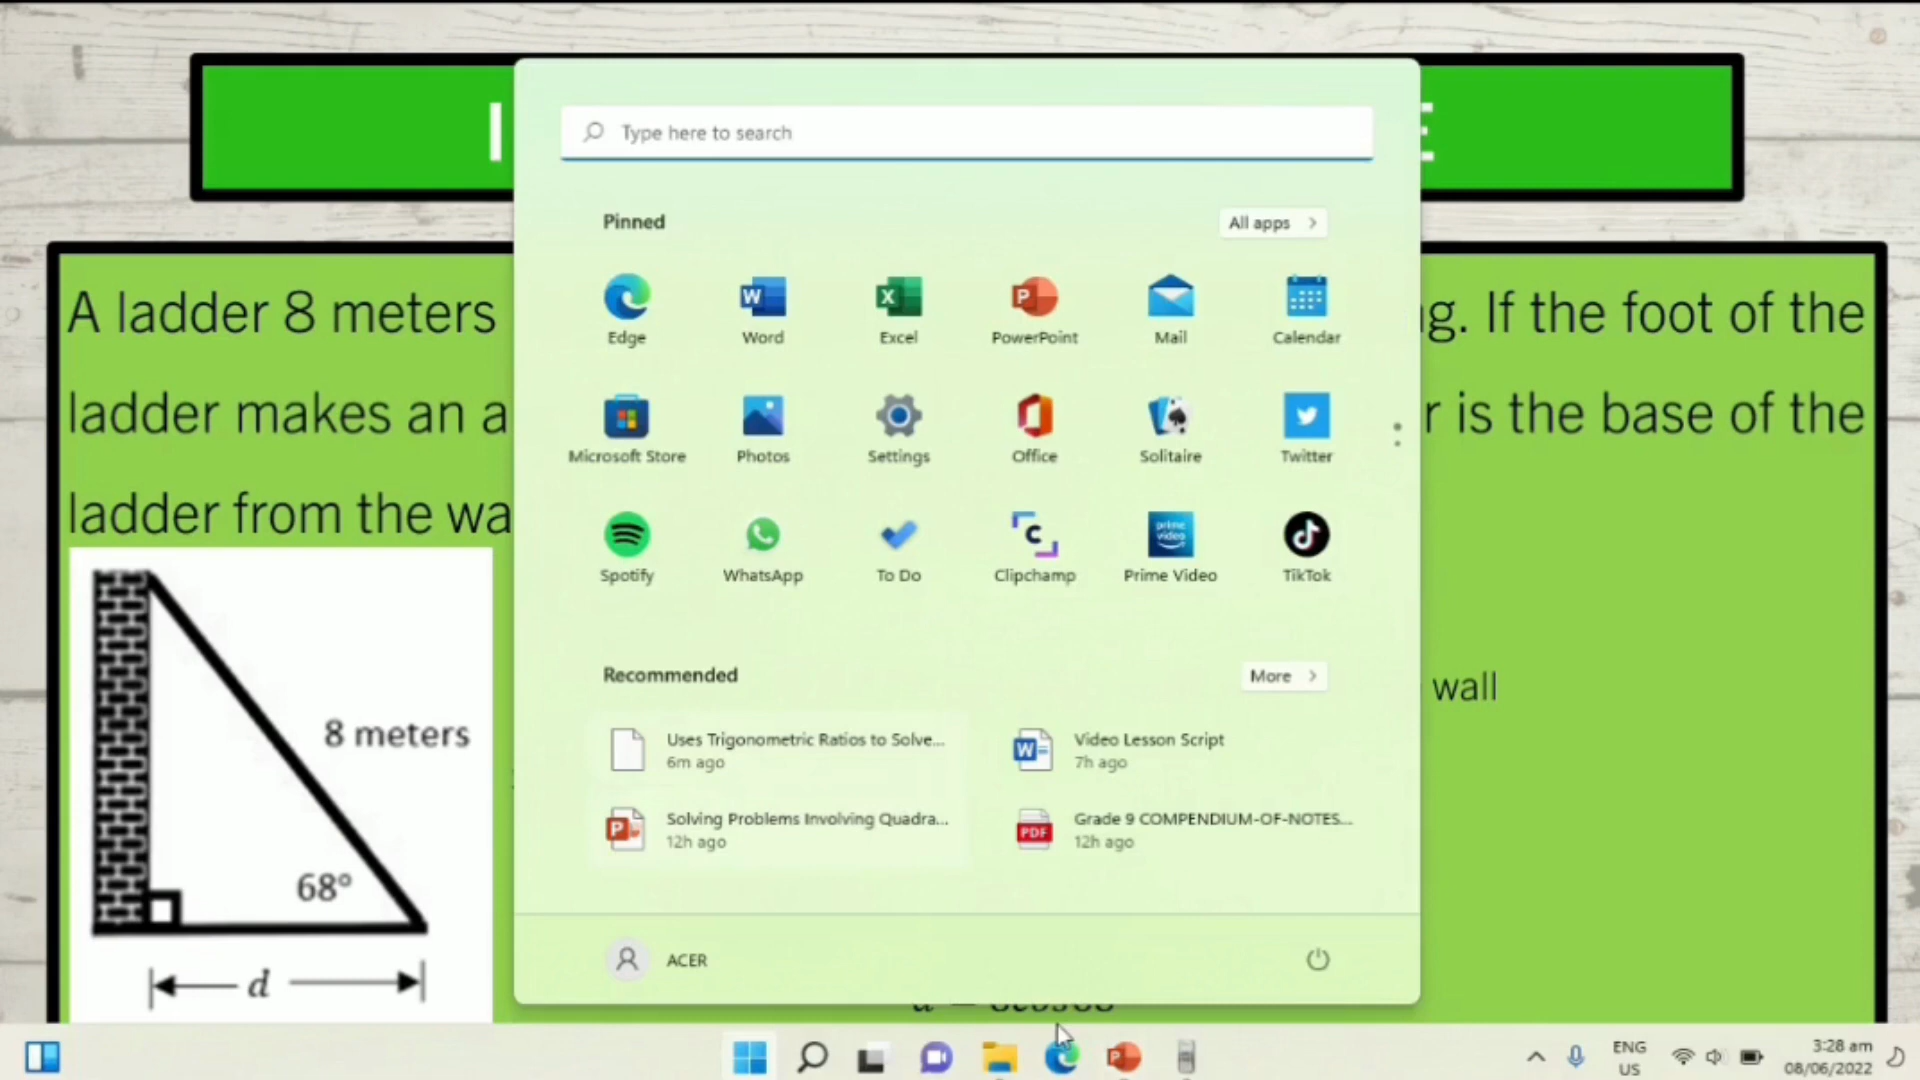 Type here to search
Pinned
All apps
Edge
Word
Excel
PowerPoint
Mail
Calendar
Microsoft Store
Photos
Settings
Office
Solitaire
Twitter
Spotify
WhatsApp
To Do
Clipchamp
prime video
Prime Video
TikTok
Recommended
More
Uses Trigonometric Ratios to Solve...
6m ago
Video Lesson Script
7h ago
Solving Problems Involving Quadra...
12h ago
PDF
Grade 9 COMPENDIUM-OF-NOTES...
12h ago
ACER
A ladder 8 meters
g. If the foot of the
ladder makes an a
r is the base of the
ladder from the wa
wall
8 meters
68°
d
ENG
US
3:28 am
08/06/2022